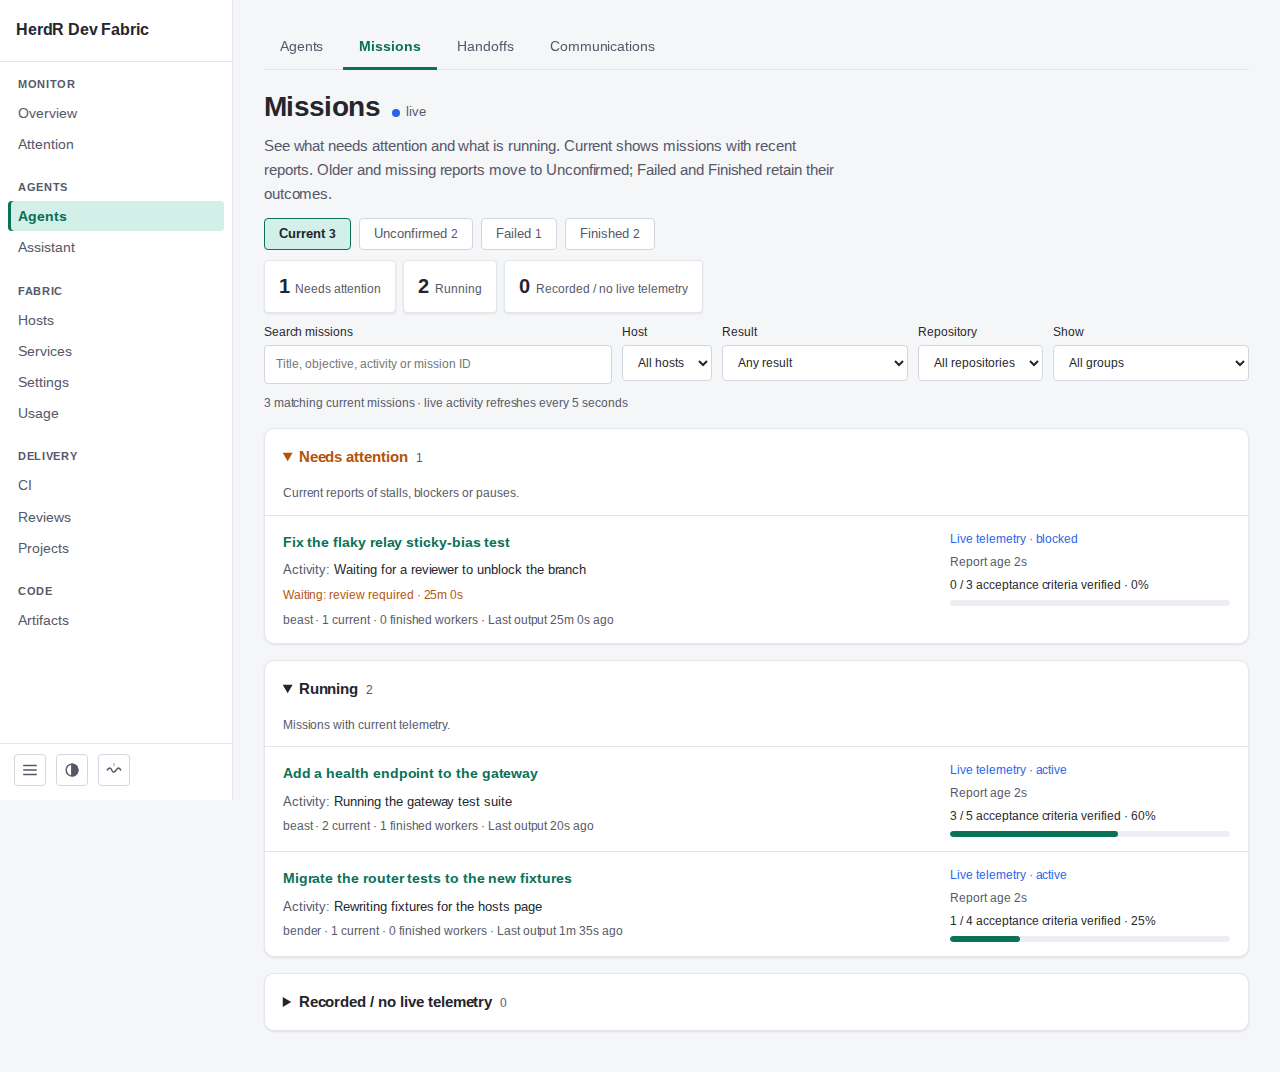 HerdR Dev Fabric
MONITOR
Overview
Attention
AGENTS
Agents
Assistant
FABRIC
Hosts
Services
Settings
Usage
DELIVERY
CI
Reviews
Projects
CODE
Artifacts
Agents Missions Handoffs Communications
Missions live
See what needs attention and what is running. Current shows missions with recent
reports. Older and missing reports move to Unconfirmed; Failed and Finished retain their
outcomes.
Current 3 Unconfirmed 2 Failed 1 Finished 2
1 Needs attention 2 Running 0 Recorded / no live telemetry
Search missions Host Result Repository Show
Title, objective, activity or mission ID All hosts Any result All repositories All groups
3 matching current missions · live activity refreshes every 5 seconds
Needs attention 1
Current reports of stalls, blockers or pauses.
Fix the flaky relay sticky-bias test
Activity: Waiting for a reviewer to unblock the branch
Waiting: review required · 25m 0s
beast · 1 current · 0 finished workers · Last output 25m 0s ago
Live telemetry · blocked
Report age 2s
0 / 3 acceptance criteria verified · 0%
Running 2
Missions with current telemetry.
Add a health endpoint to the gateway
Activity: Running the gateway test suite
beast · 2 current · 1 finished workers · Last output 20s ago
Live telemetry · active
Report age 2s
3 / 5 acceptance criteria verified · 60%
Migrate the router tests to the new fixtures
Activity: Rewriting fixtures for the hosts page
bender · 1 current · 0 finished workers · Last output 1m 35s ago
Live telemetry · active
Report age 2s
1 / 4 acceptance criteria verified · 25%
Recorded / no live telemetry 0